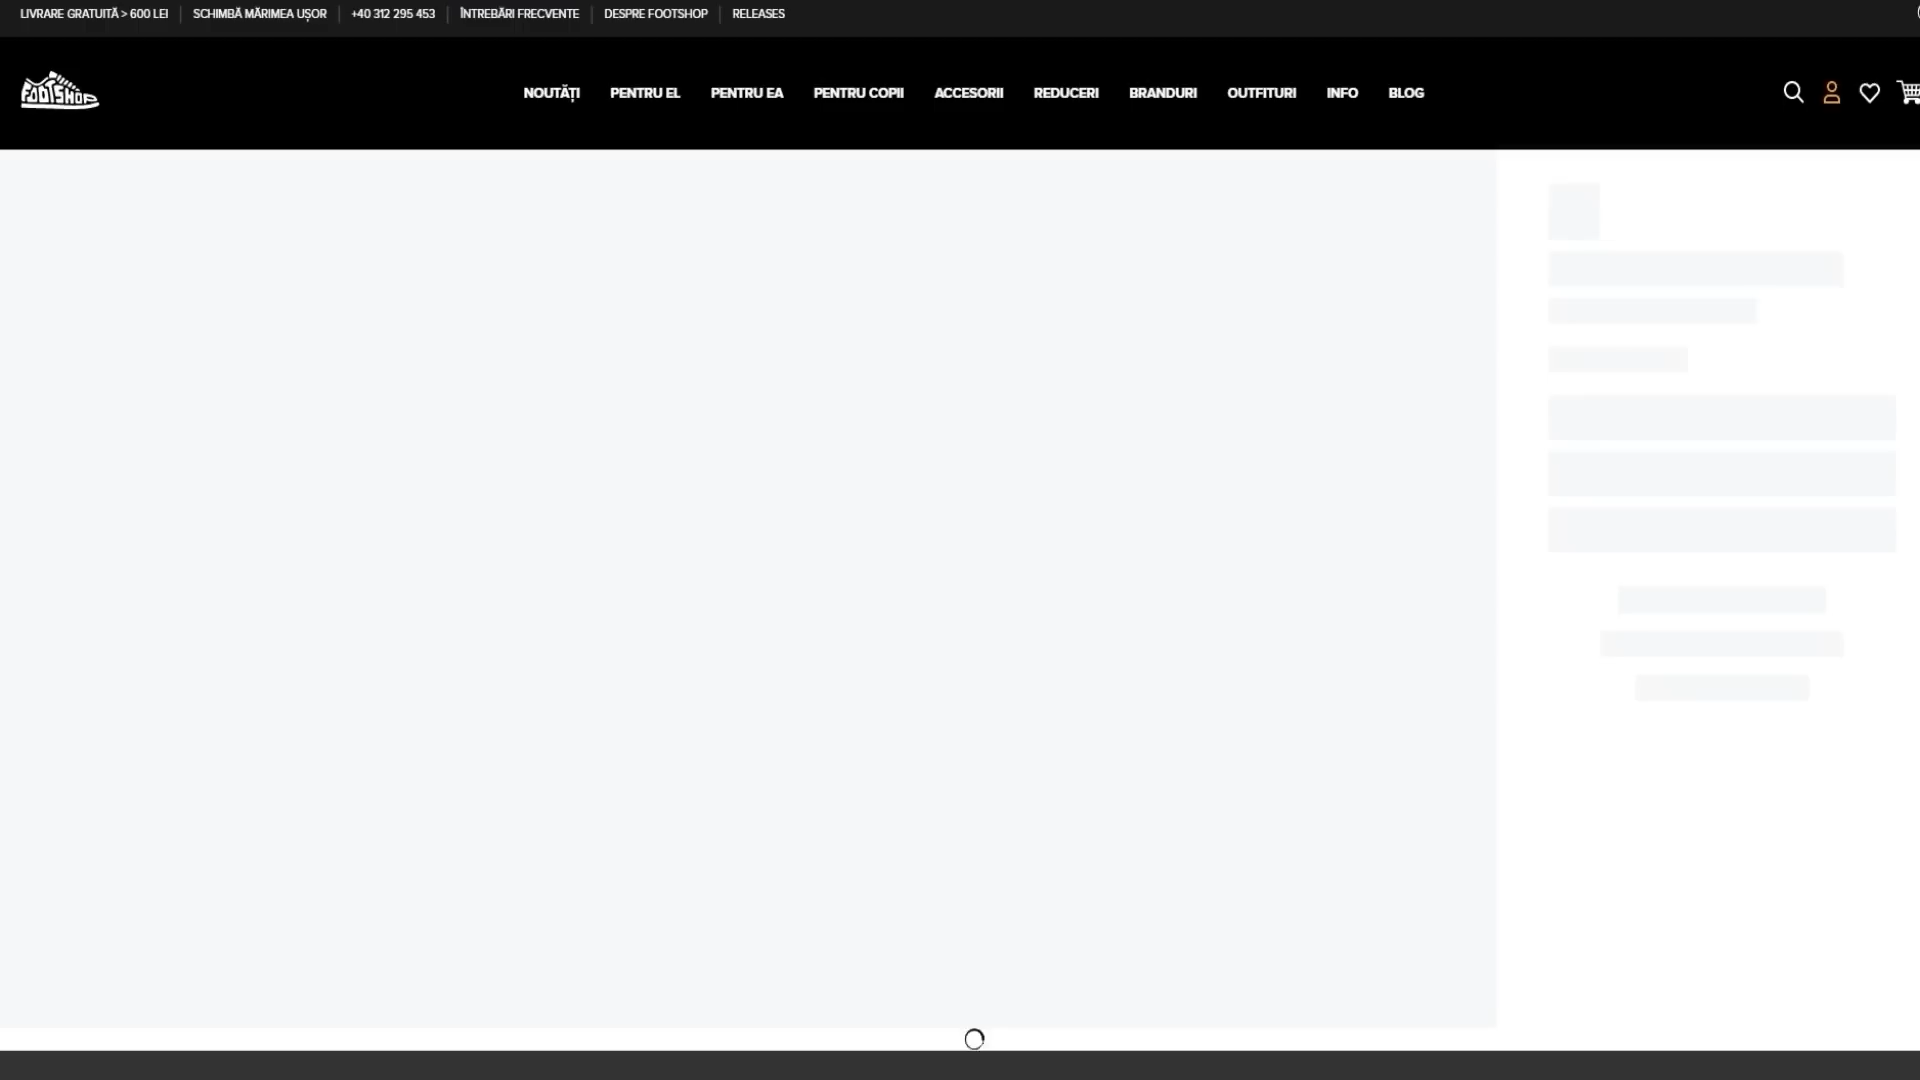 LIVRARE GRATUITĂ > 600 LEI
SCHIMBĂ MĂRIMEA UȘOR
+40 312 295 453
ÎNTREBĂRI FRECVENTE
DESPRE FOOTSHOP
RELEASES
FOOTSHOP
NOUTĂȚI
PENTRU EL
PENTRU EA
PENTRU COPII
ACCESORII
REDUCERI
BRANDURI
OUTFITURI
INFO
BLOG